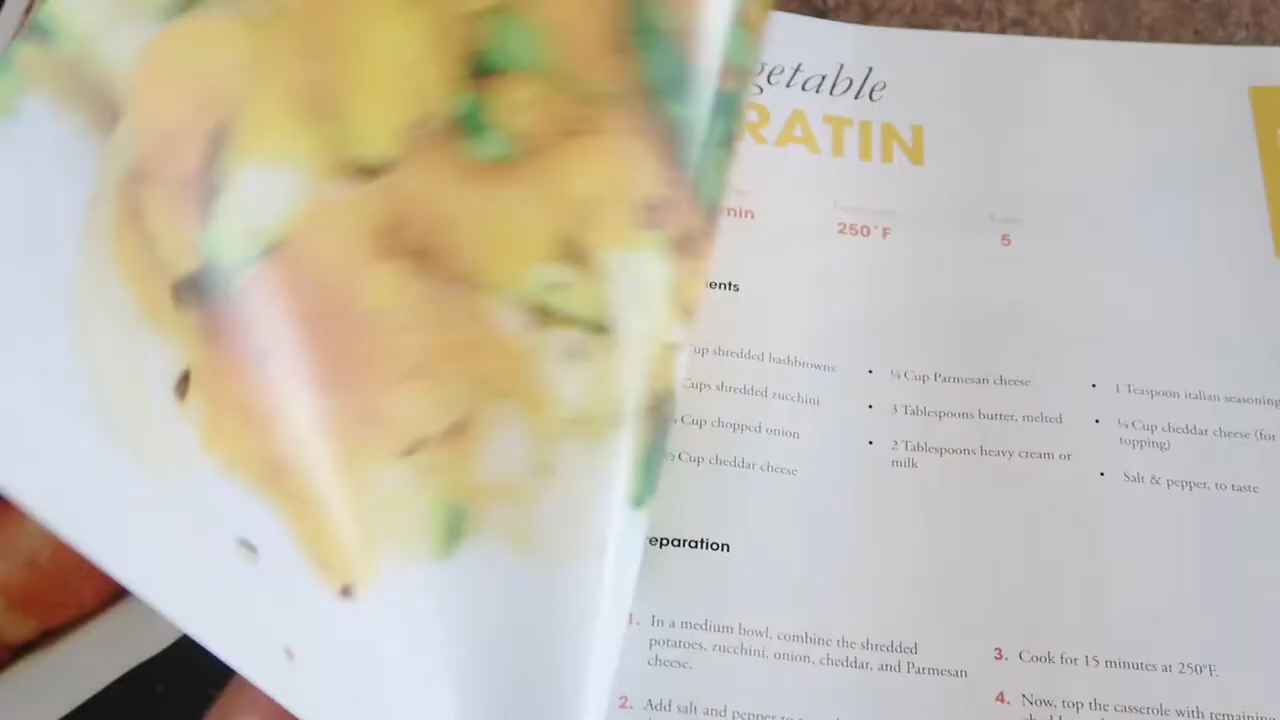 getable
RATIN
min
250°F
5
ents
up shredded hashbrowns
Cups shredded zucchini
Cup chopped onion
Cup cheddar cheese
• ¼ Cup Parmesan cheese
• 3 Tablespoons butter, melted
• 2 Tablespoons heavy cream or
milk
• 1 Teaspoon italian seasoning
• ¼ Cup cheddar cheese (for
topping)
• Salt & pepper, to taste
eparation
1. In a medium bowl, combine the shredded
potatoes, zucchini, onion, cheddar, and Parmesan
cheese.
2. Add salt and pepper
3. Cook for 15 minutes at 250°F.
4. Now, top the casserole with remaining